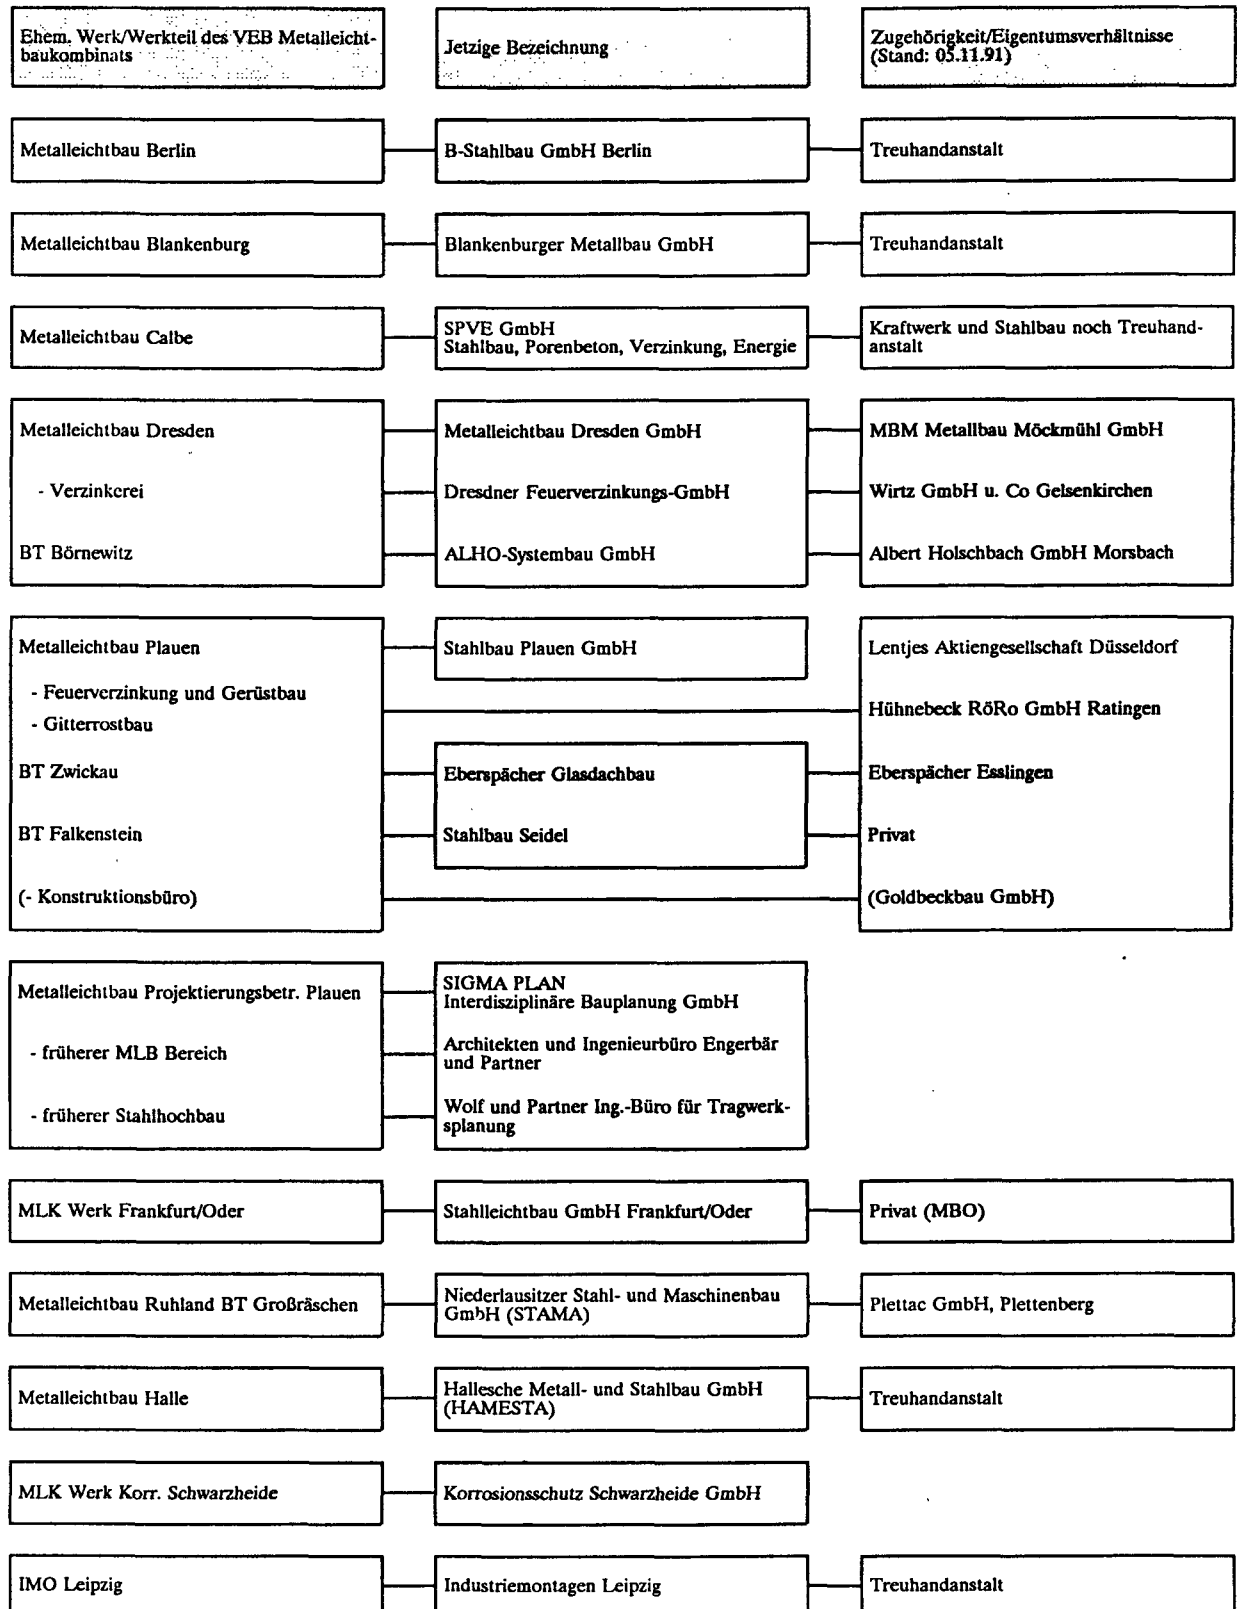 Ehem. Werk/Werkteil des VEB Metalleicht-
baukombinats
Jetzige Bezeichnung
Zugehörigkeit/Eigentumsverhältnisse
(Stand: 05.11.91)
Metalleichtbau Berlin
B-Stahlbau GmbH Berlin
Treuhandanstalt
Metalleichtbau Blankenburg
Blankenburger Metallbau GmbH
Treuhandanstalt
Metalleichtbau Calbe
SPVE GmbH
Stahlbau, Porenbeton, Verzinkung, Energie
Kraftwerk und Stahlbau noch Treuhand-
anstalt
Metalleichtbau Dresden
Metalleichtbau Dresden GmbH
MBM Metallbau Möckmühl GmbH
- Verzinkerei
Dresdner Feuerverzinkungs-GmbH
Wirtz GmbH u. Co Gelsenkirchen
BT Börnewitz
ALHO-Systembau GmbH
Albert Holschbach GmbH Morsbach
Metalleichtbau Plauen
Stahlbau Plauen GmbH
Lentjes Aktiengesellschaft Düsseldorf
- Feuerverzinkung und Gerüstbau
- Gitterrostbau
Hühnebeck RöRo GmbH Ratingen
BT Zwickau
Eberspächer Glasdachbau
Eberspächer Esslingen
BT Falkenstein
Stahlbau Seidel
Privat
(- Konstruktionsbüro)
(Goldbeckbau GmbH)
Metalleichtbau Projektierungsbetr. Plauen
SIGMA PLAN
Interdisziplinäre Bauplanung GmbH
- früherer MLB Bereich
Architekten und Ingenieurbüro Engerbär
und Partner
- früherer Stahlhochbau
Wolf und Partner Ing.-Büro für Tragwerk-
splanung
MLK Werk Frankfurt/Oder
Stahlleichtbau GmbH Frankfurt/Oder
Privat (MBO)
Metalleichtbau Ruhland BT Großräschen
Niederlausitzer Stahl- und Maschinenbau
GmbH (STAMA)
Plettac GmbH, Plettenberg
Metalleichtbau Halle
Hallesche Metall- und Stahlbau GmbH
(HAMESTA)
Treuhandanstalt
MLK Werk Korr. Schwarzheide
Korrosionsschutz Schwarzheide GmbH
IMO Leipzig
Industriemontagen Leipzig
Treuhandanstalt